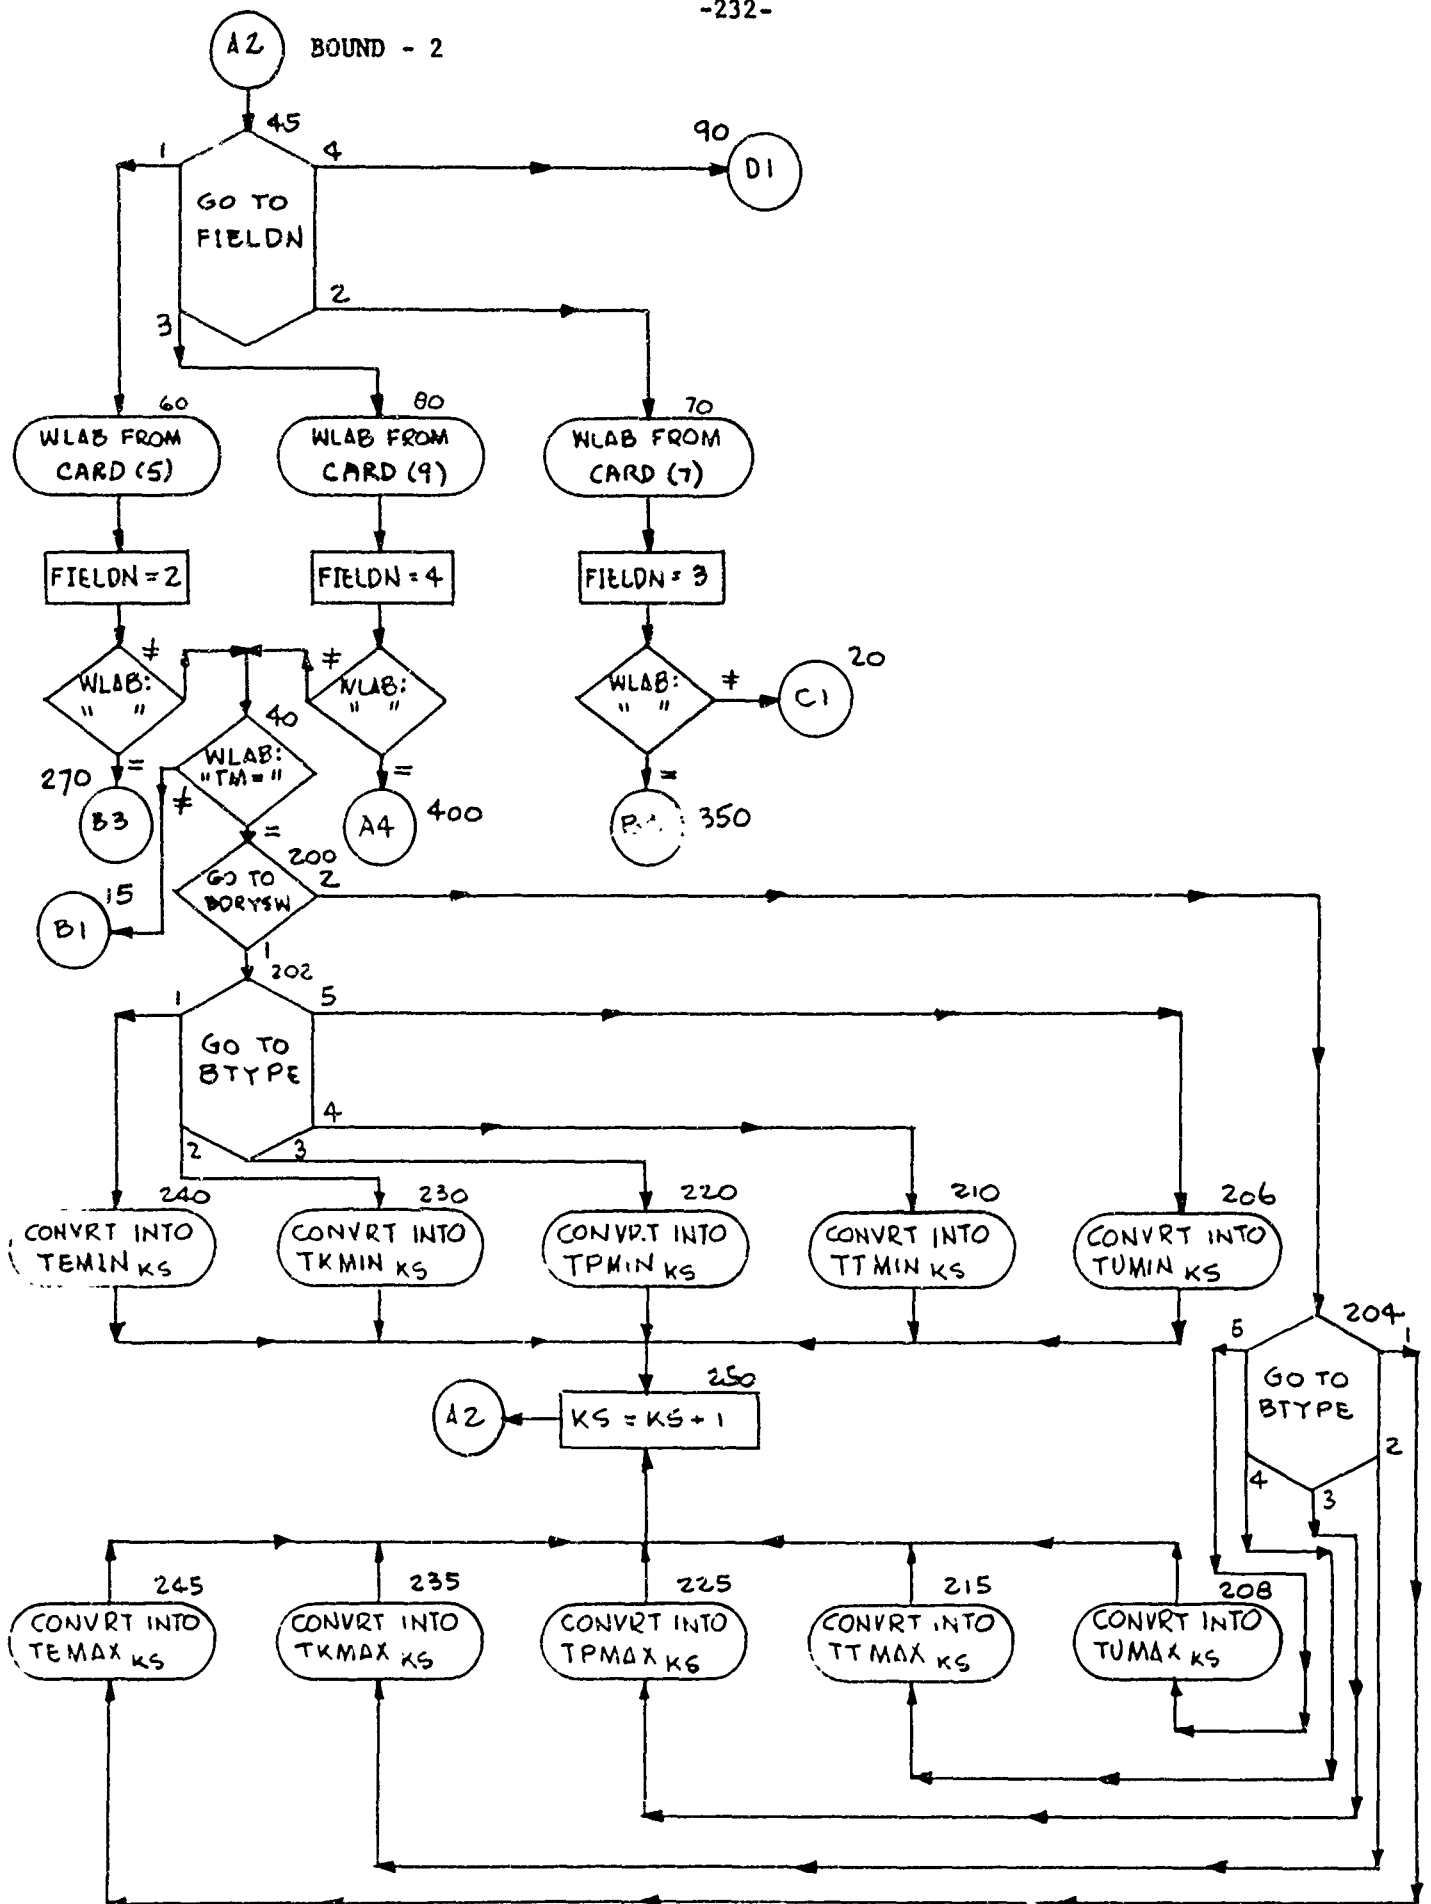 -232-
A2 BOUND - 2
45
1 4 90
D1
GO TO
FIELDN
2
3
60 80 70
WLAB FROM WLAB FROM WLAB FROM
CARD (5) CARD (9) CARD (7)
FIELDN = 2 FIELDN = 4 FIELDN = 3
≠ ≠ ≠ 20
WLAB: WLAB: WLAB: C1
" " " " " "
40
WLAB:
"TM="
270 = ≠ = =
B3 A4 400 350
=
200
15 GO TO 2
BORYSW
B1
1
202
1 5
GO TO
BTYPE
4
2 3
240 230 220 210 206
CONVRT INTO CONVRT INTO CONVRT INTO CONVRT INTO CONVRT INTO
TEMIN KS TKMIN KS TPMIN KS TTMIN KS TUMIN KS
204
5 1
GO TO
BTYPE
2
4 3
250
A2 KS = KS + 1
245 235 225 215 208
CONVRT INTO CONVRT INTO CONVRT INTO CONVRT INTO CONVRT INTO
TEMAX KS TKMAX KS TPMAX KS TTMAX KS TUMAX KS